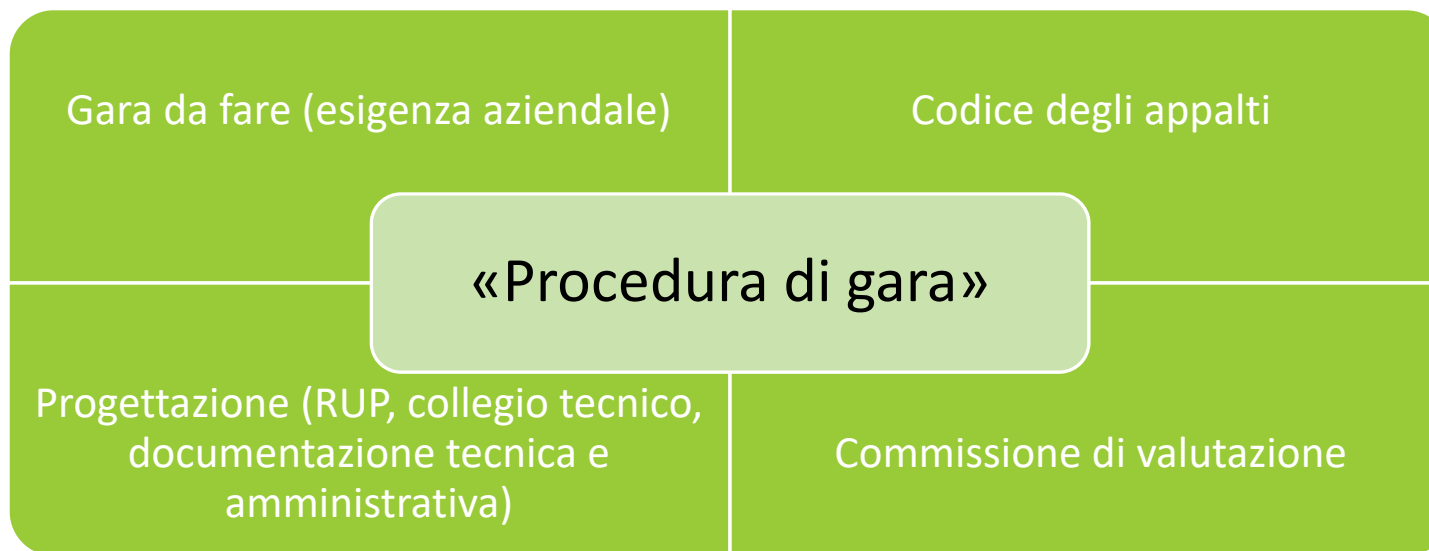 Gara da fare (esigenza aziendale)
Codice degli appalti
«Procedura di gara»
Progettazione (RUP, collegio tecnico,
documentazione tecnica e
amministrativa)
Commissione di valutazione